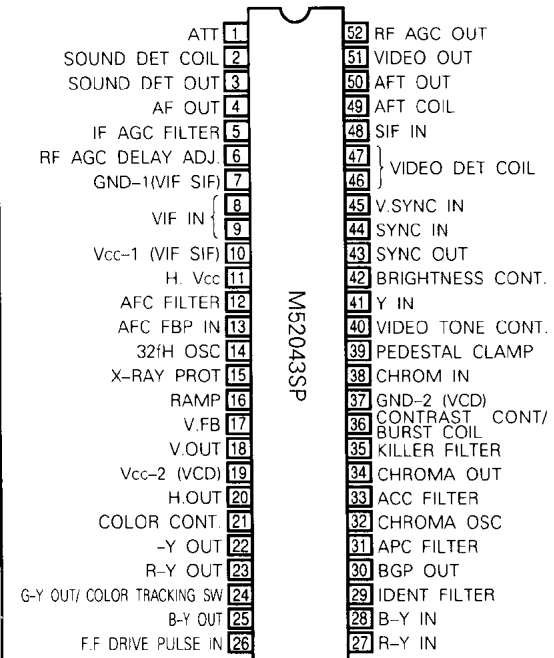 ATT 1
SOUND DET COIL 2
SOUND DET OUT 3
AF OUT 4
IF AGC FILTER 5
RF AGC DELAY ADJ. 6
GND-1(VIF SIF) 7
VIF IN 8
9
Vcc-1 (VIF SIF) 10
H. Vcc 11
AFC FILTER 12
AFC FBP IN 13
32fH OSC 14
X-RAY PROT 15
RAMP 16
V.FB 17
V.OUT 18
Vcc-2 (VCD) 19
H.OUT 20
COLOR CONT. 21
-Y OUT 22
R-Y OUT 23
G-Y OUT/ COLOR TRACKING SW 24
B-Y OUT 25
F.F DRIVE PULSE IN 26
M52043SP
52 RF AGC OUT
51 VIDEO OUT
50 AFT OUT
49 AFT COIL
48 SIF IN
47 VIDEO DET COIL
46
45 V.SYNC IN
44 SYNC IN
43 SYNC OUT
42 BRIGHTNESS CONT.
41 Y IN
40 VIDEO TONE CONT.
39 PEDESTAL CLAMP
38 CHROM IN
37 GND-2 (VCD)
36 CONTRAST CONT/
BURST COIL
35 KILLER FILTER
34 CHROMA OUT
33 ACC FILTER
32 CHROMA OSC
31 APC FILTER
30 BGP OUT
29 IDENT FILTER
28 B-Y IN
27 R-Y IN